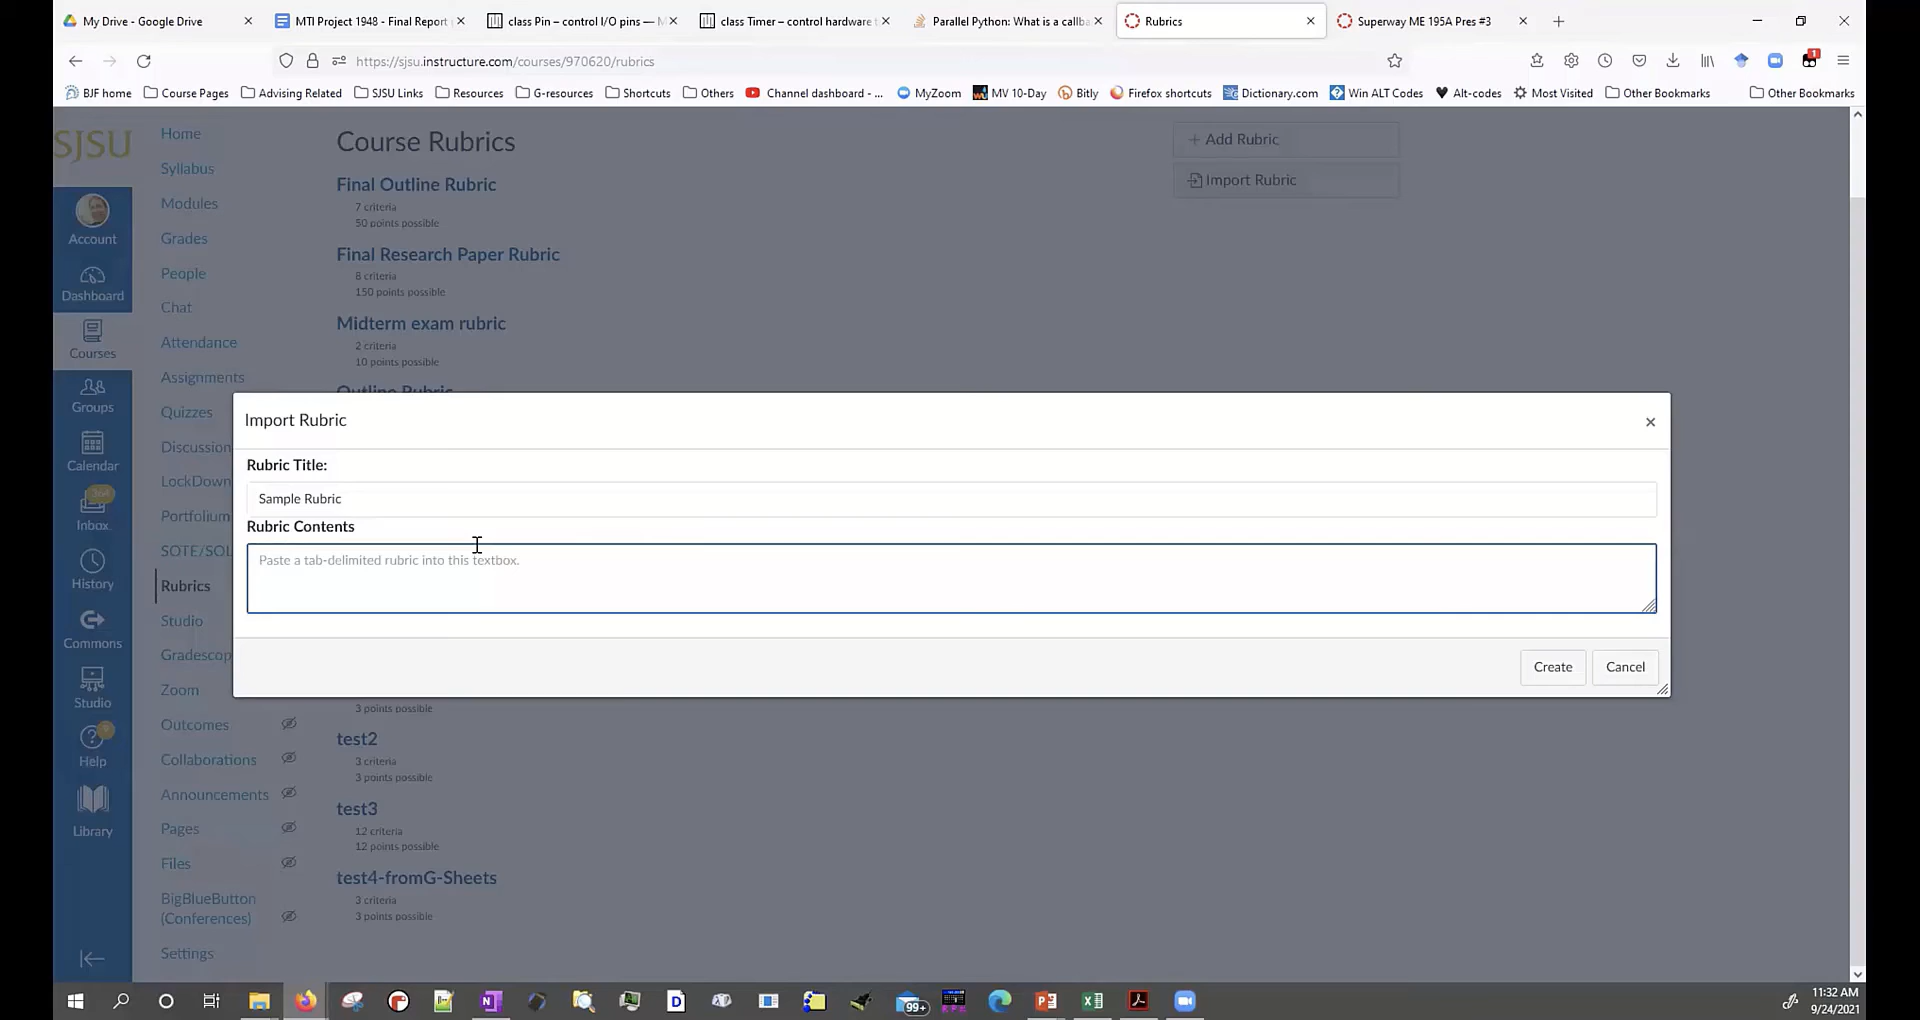 My Drive - Google Drive
MTI Project 1948 - Final Report
class Pin – control I/O pins — M
class Timer – control hardware t
Parallel Python: What is a callba
Rubrics
Superway ME 195A Pres #3
https://sjsu.instructure.com/courses/970620/rubrics
1
BJF home
Course Pages
Advising Related
SJSU Links
Resources
G-resources
Shortcuts
Others
Channel dashboard - ...
MyZoom
MV 10-Day
Bitly
Firefox shortcuts
Dictionary.com
Win ALT Codes
Alt-codes
Most Visited
Other Bookmarks
Other Bookmarks
SJSU
Account
Dashboard
Courses
Groups
Calendar
364
Inbox
History
Commons
Studio
Help
Library
Home
Syllabus
Modules
Grades
People
Chat
Attendance
Assignments
Quizzes
Discussion
LockDown
Portfolium
SOTE/SOL
Rubrics
Studio
Gradescop
Zoom
Outcomes
Collaborations
Announcements
Pages
Files
BigBlueButton
(Conferences)
Settings
Course Rubrics
Final Outline Rubric
7 criteria
50 points possible
Final Research Paper Rubric
8 criteria
150 points possible
Midterm exam rubric
2 criteria
10 points possible
Outline Rubric
+ Add Rubric
Import Rubric
Import Rubric
Rubric Title:
Sample Rubric
Rubric Contents
Paste a tab-delimited rubric into this textbox.
Create
Cancel
3 points possible
test2
3 criteria
3 points possible
test3
12 criteria
12 points possible
test4-fromG-Sheets
3 criteria
3 points possible
99+
11:32 AM
9/24/2021